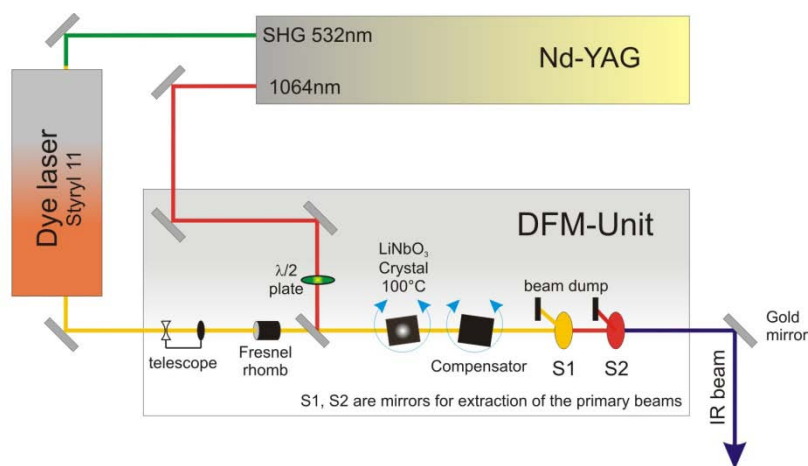 SHG 532nm
Nd-YAG
1064nm
Dye laser
Styryl 11
DFM-Unit
λ/2
plate
LiNbO₃
Crystal
100°C
beam dump
Gold
mirror
telescope
Fresnel
rhomb
Compensator
S1
S2
S1, S2 are mirrors for extraction of the primary beams
IR beam